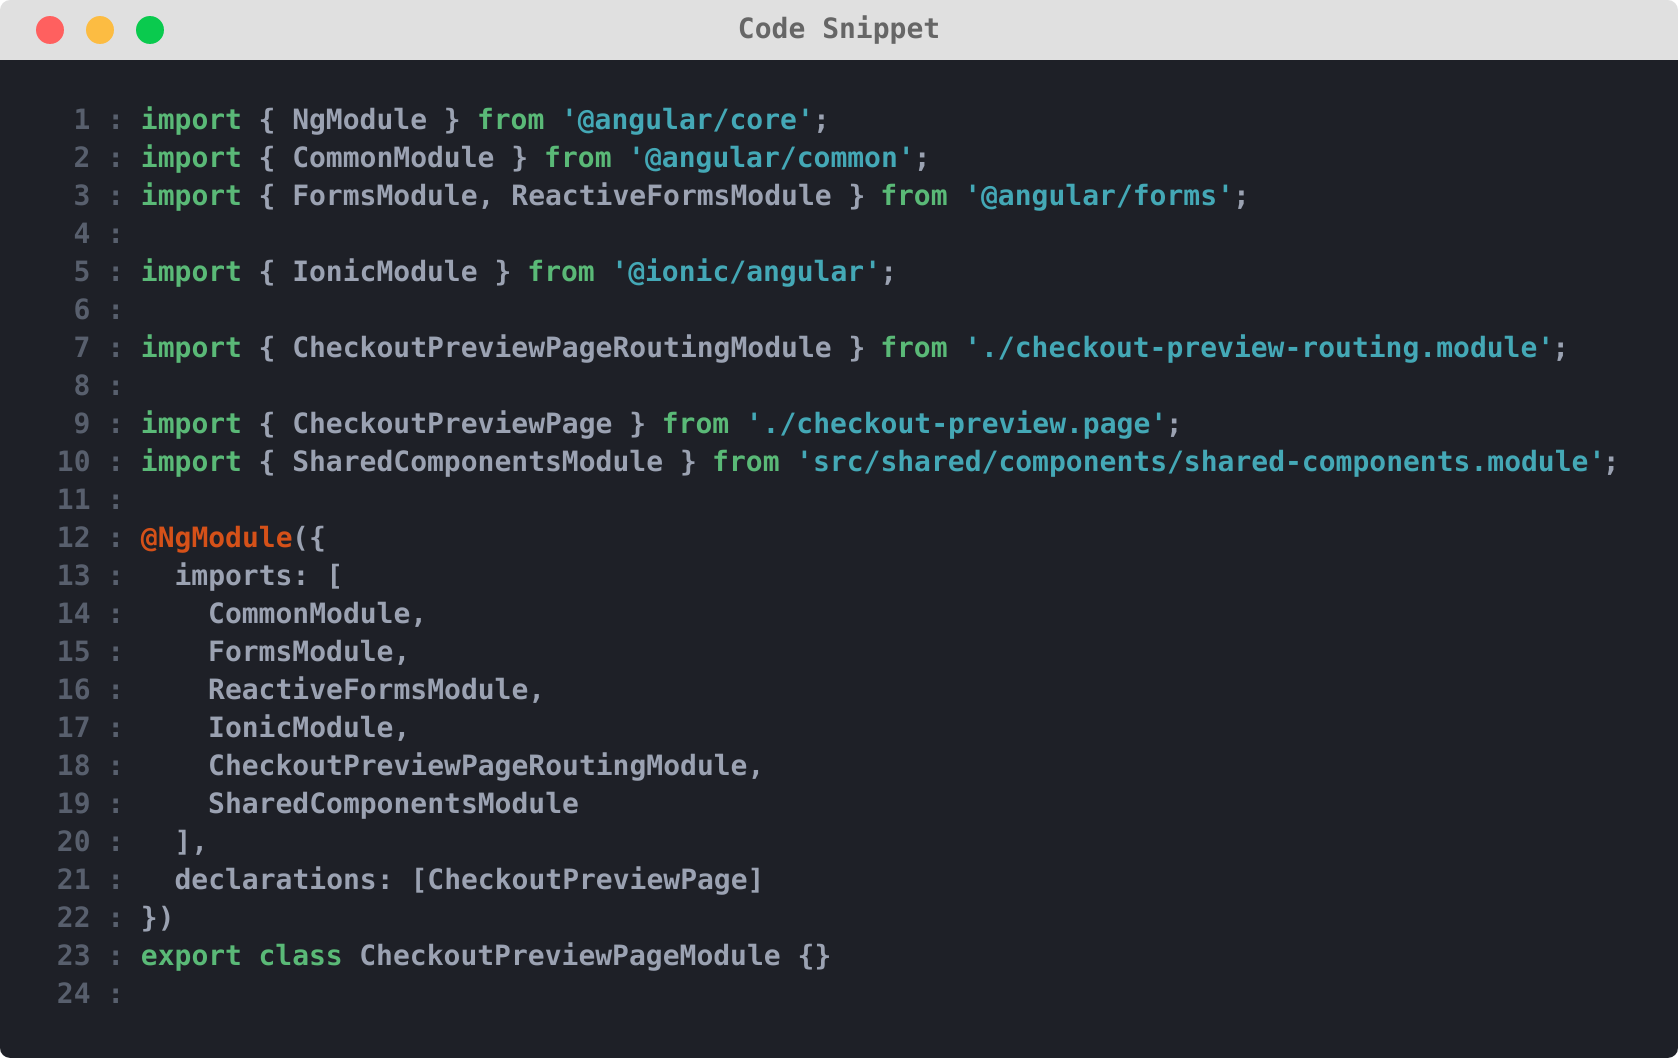 Code Snippet
1 : import { NgModule } from '@angular/core';
2 : import { CommonModule } from '@angular/common';
3 : import { FormsModule, ReactiveFormsModule } from '@angular/forms';
4 :
5 : import { IonicModule } from '@ionic/angular';
6 :
7 : import { CheckoutPreviewPageRoutingModule } from './checkout-preview-routing.module';
8 :
9 : import { CheckoutPreviewPage } from './checkout-preview.page';
10 : import { SharedComponentsModule } from 'src/shared/components/shared-components.module';
11 :
12 : @NgModule({
13 :   imports: [
14 :     CommonModule,
15 :     FormsModule,
16 :     ReactiveFormsModule,
17 :     IonicModule,
18 :     CheckoutPreviewPageRoutingModule,
19 :     SharedComponentsModule
20 :   ],
21 :   declarations: [CheckoutPreviewPage]
22 : })
23 : export class CheckoutPreviewPageModule {}
24 :